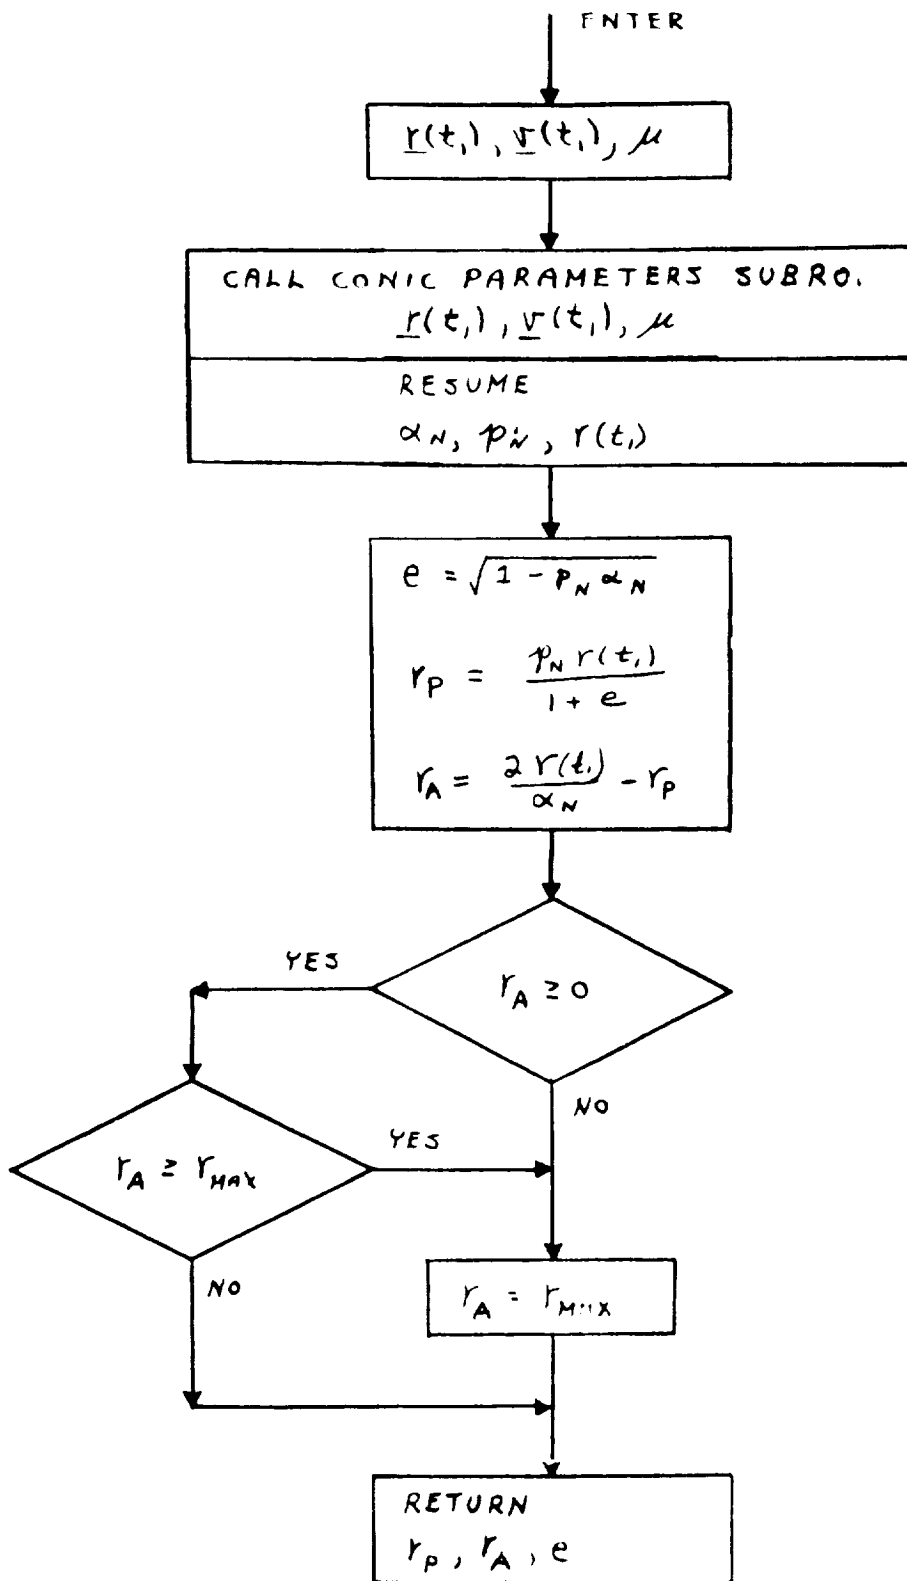 ENTER
r(t₁), v(t₁), μ
CALL CONIC PARAMETERS SUBRO.
r(t₁), v(t₁), μ
RESUME
α_N, p_N, r(t₁)
e = √(1 - p_N α_N)
r_P = p_N r(t₁) / (1 + e)
r_A = 2 r(t₁) / α_N - r_P
YES
r_A ≥ 0
NO
YES
r_A ≥ r_MAX
NO
r_A = r_MAX
RETURN
r_P, r_A, e